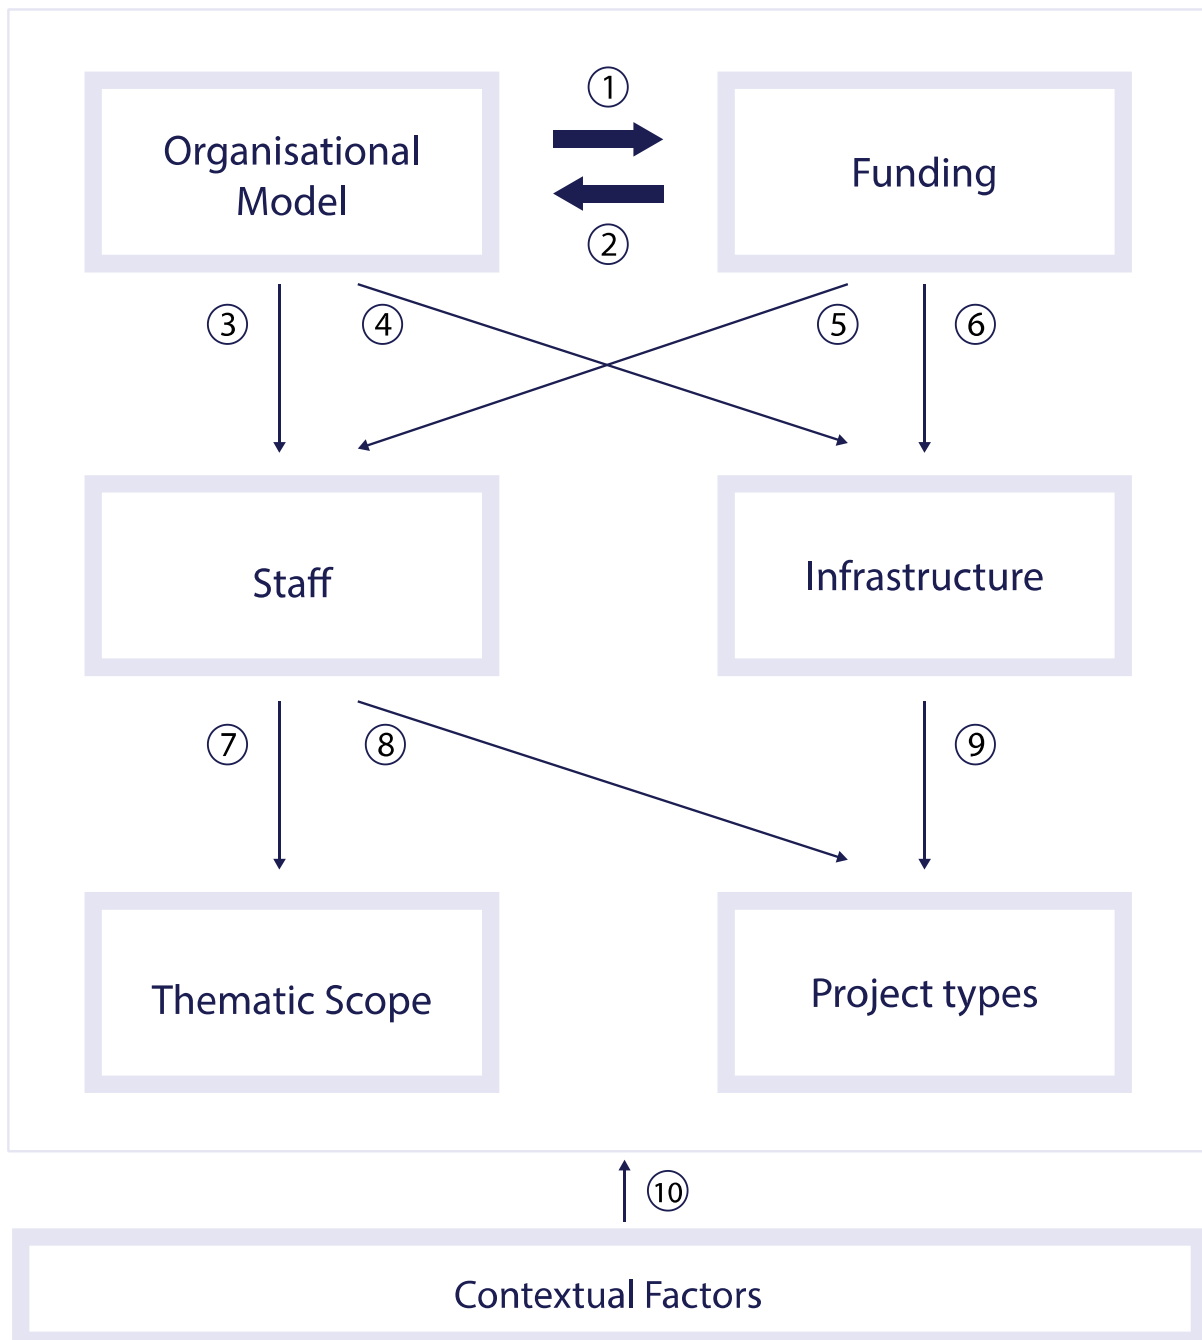 ①
Organisational
Model
Funding
②
③
④
⑤
⑥
Staff
Infrastructure
⑦
⑧
⑨
Thematic Scope
Project types
⑩
Contextual Factors